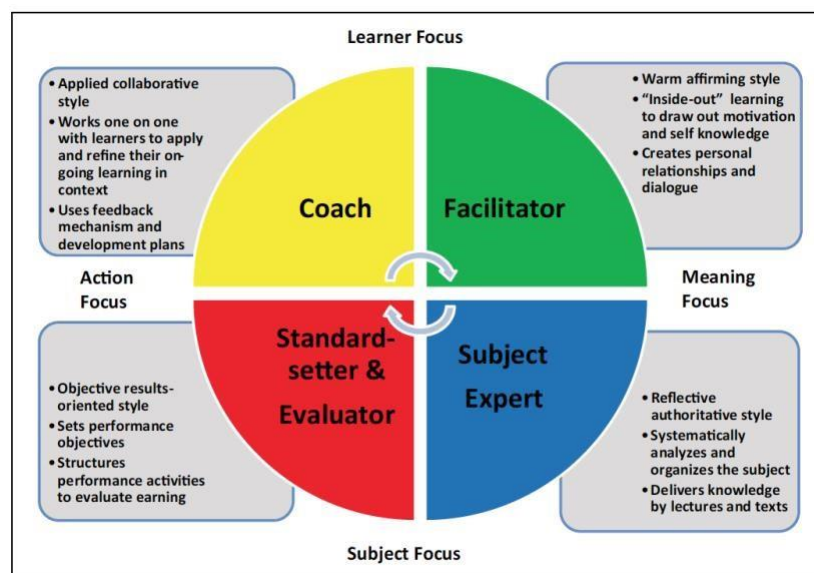 Learner Focus
• Applied collaborative
style
• Works one on one
with learners to apply
and refine their on-
going learning in
context
• Uses feedback
mechanism and
development plans
• Warm affirming style
• “Inside-out” learning
to draw out motivation
and self knowledge
• Creates personal
relationships and
dialogue
Coach
Facilitator
Action
Focus
Meaning
Focus
Standard-
setter &
Evaluator
Subject
Expert
• Objective results-
oriented style
• Sets performance
objectives
• Structures
performance activities
to evaluate earning
• Reflective
authoritative style
• Systematically
analyzes and
organizes the subject
• Delivers knowledge
by lectures and texts
Subject Focus